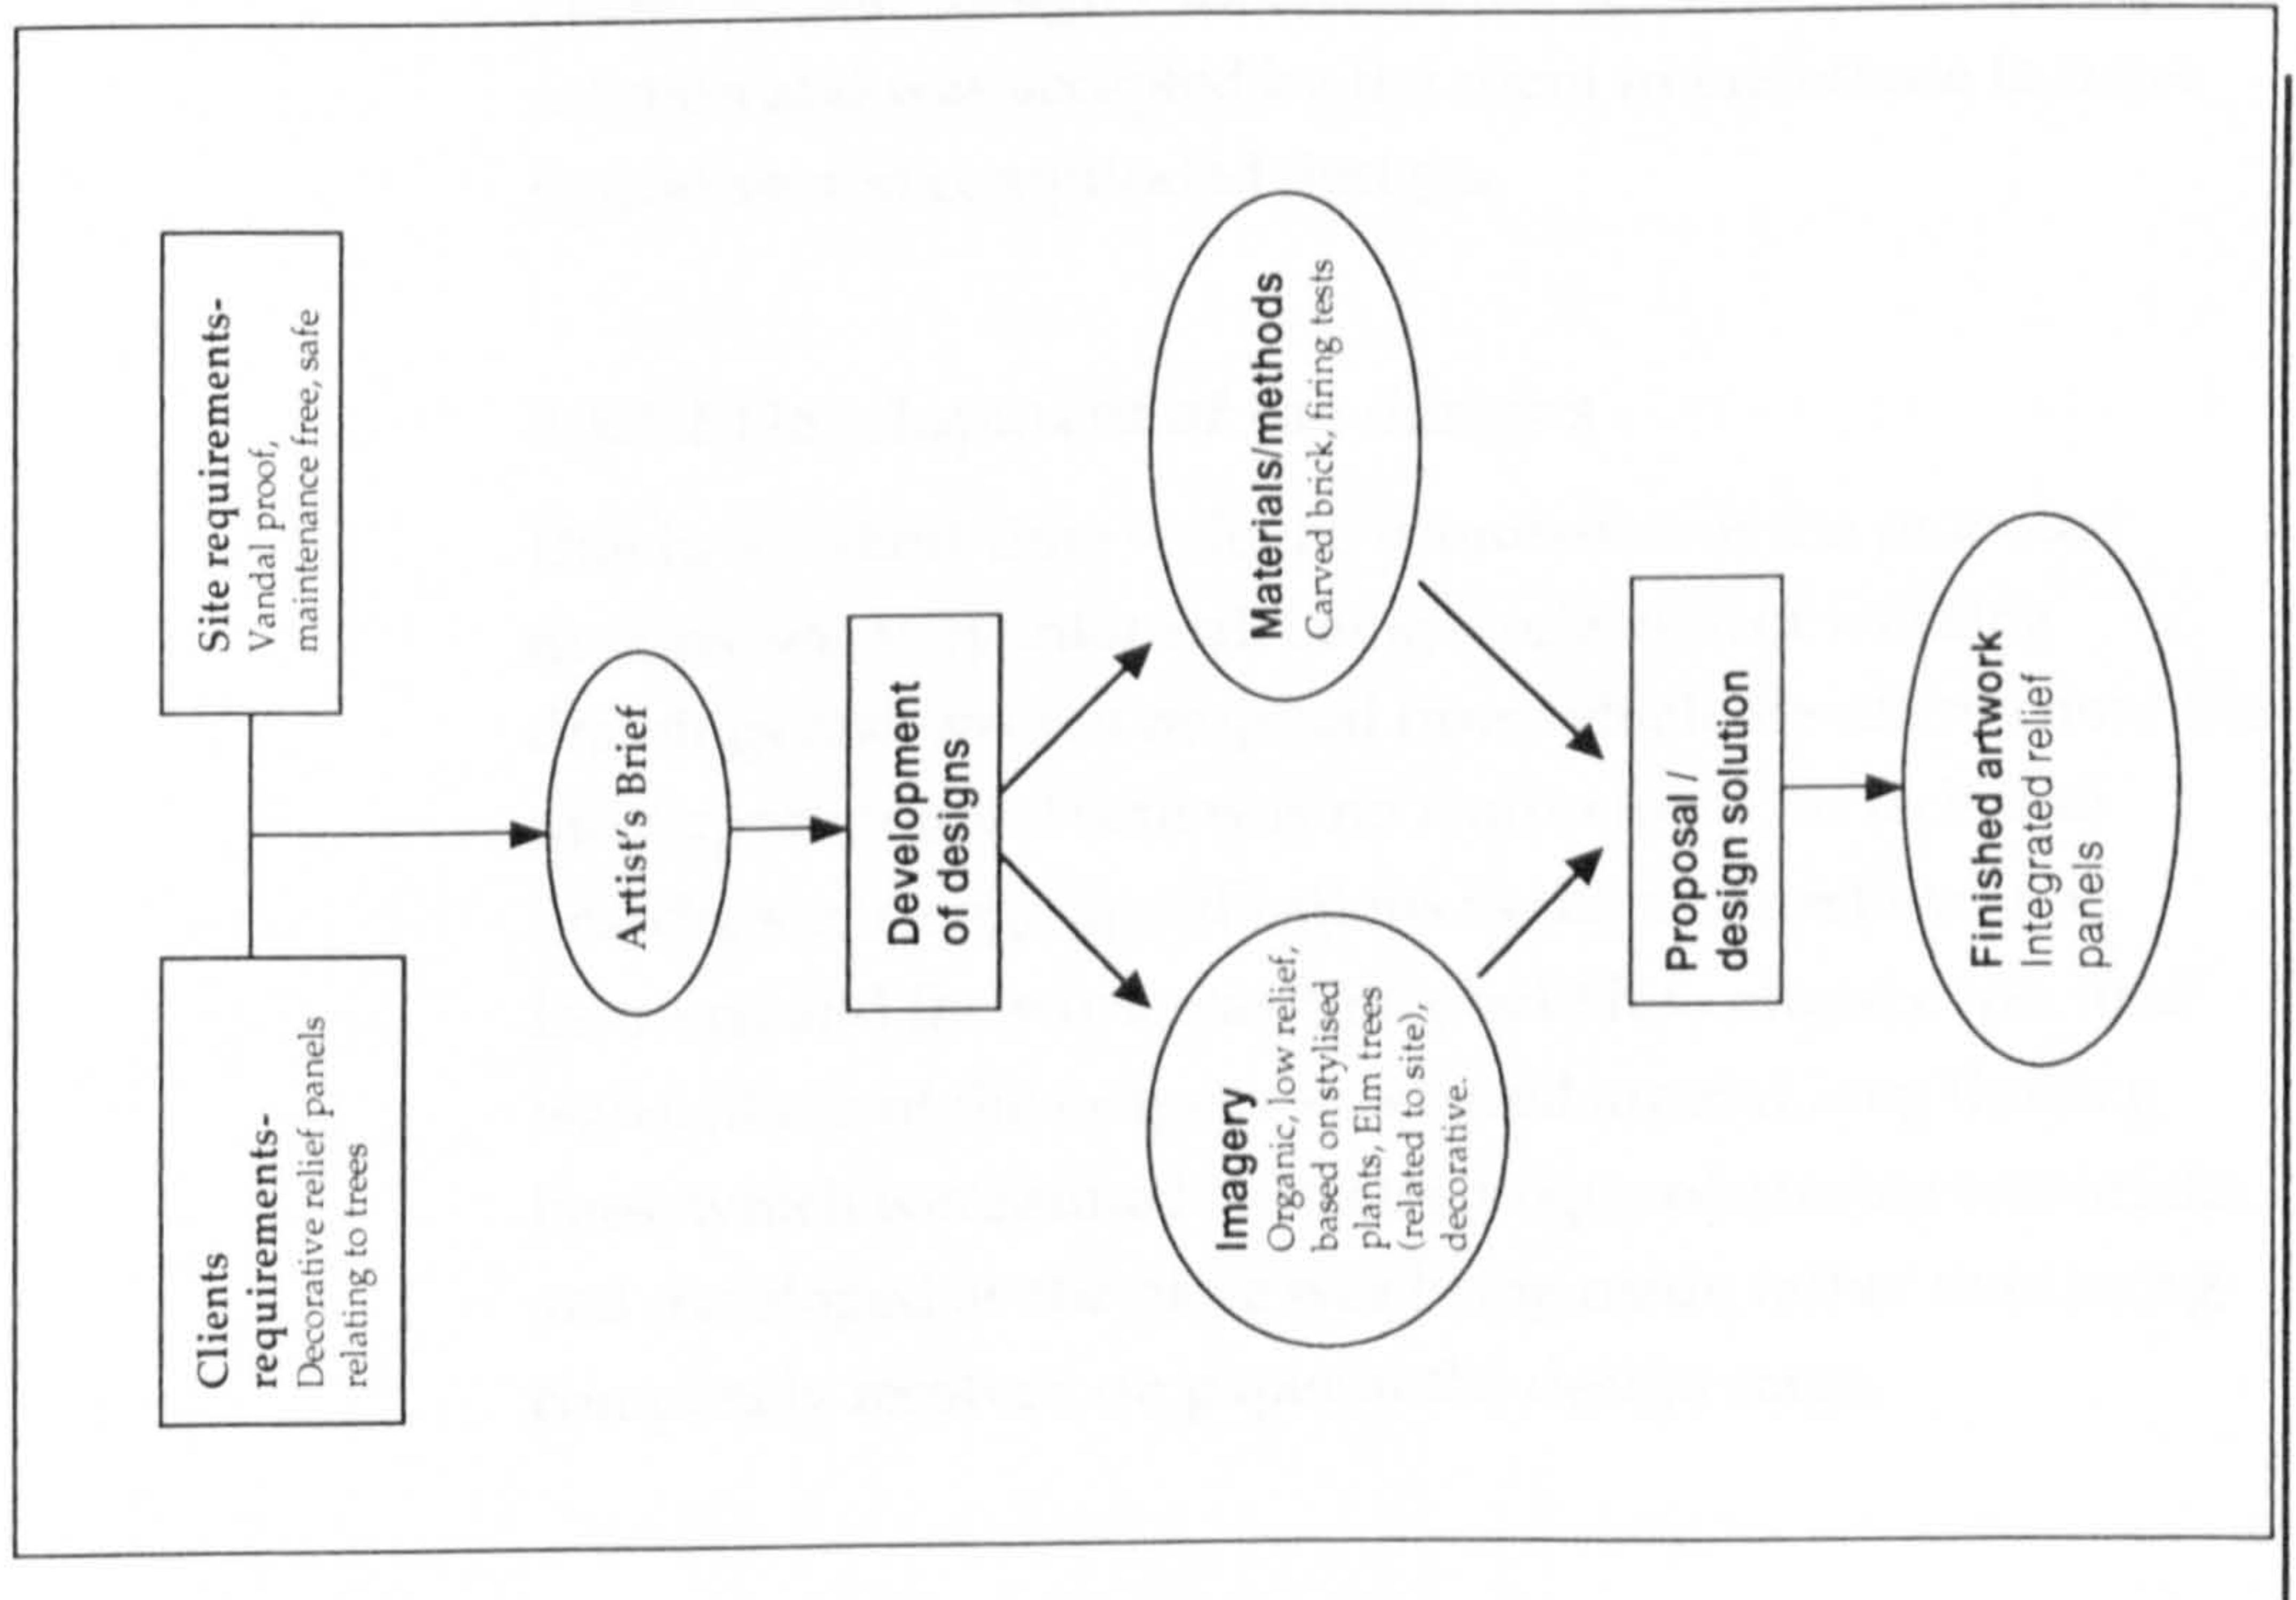 Clients
requirements-
Decorative relief panels
relating to trees
Site requirements-
Vandal proof,
maintenance free, safe
Artist's Brief
Development
of designs
Imagery
Organic, low relief,
based on stylised
plants, Elm trees
(related to site),
decorative.
Materials/methods
Carved brick, firing tests
Proposal /
design solution
Finished artwork
Integrated relief
panels